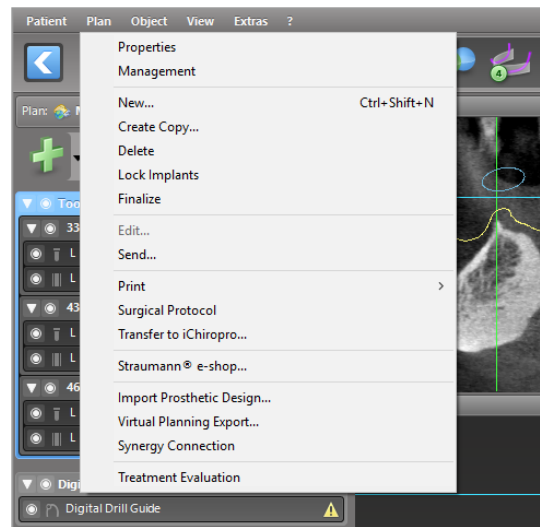 Patient Plan Object View Extras ?
Properties
Management
New... Ctrl+Shift+N
Create Copy...
Delete
Lock Implants
Finalize
Edit...
Send...
Print
Surgical Protocol
Transfer to iChiropro...
Straumann® e-shop...
Import Prosthetic Design...
Virtual Planning Export...
Synergy Connection
Treatment Evaluation
4
Plan:
Too
33
L
L
43
L
L
46
L
L
Digi
Digital Drill Guide